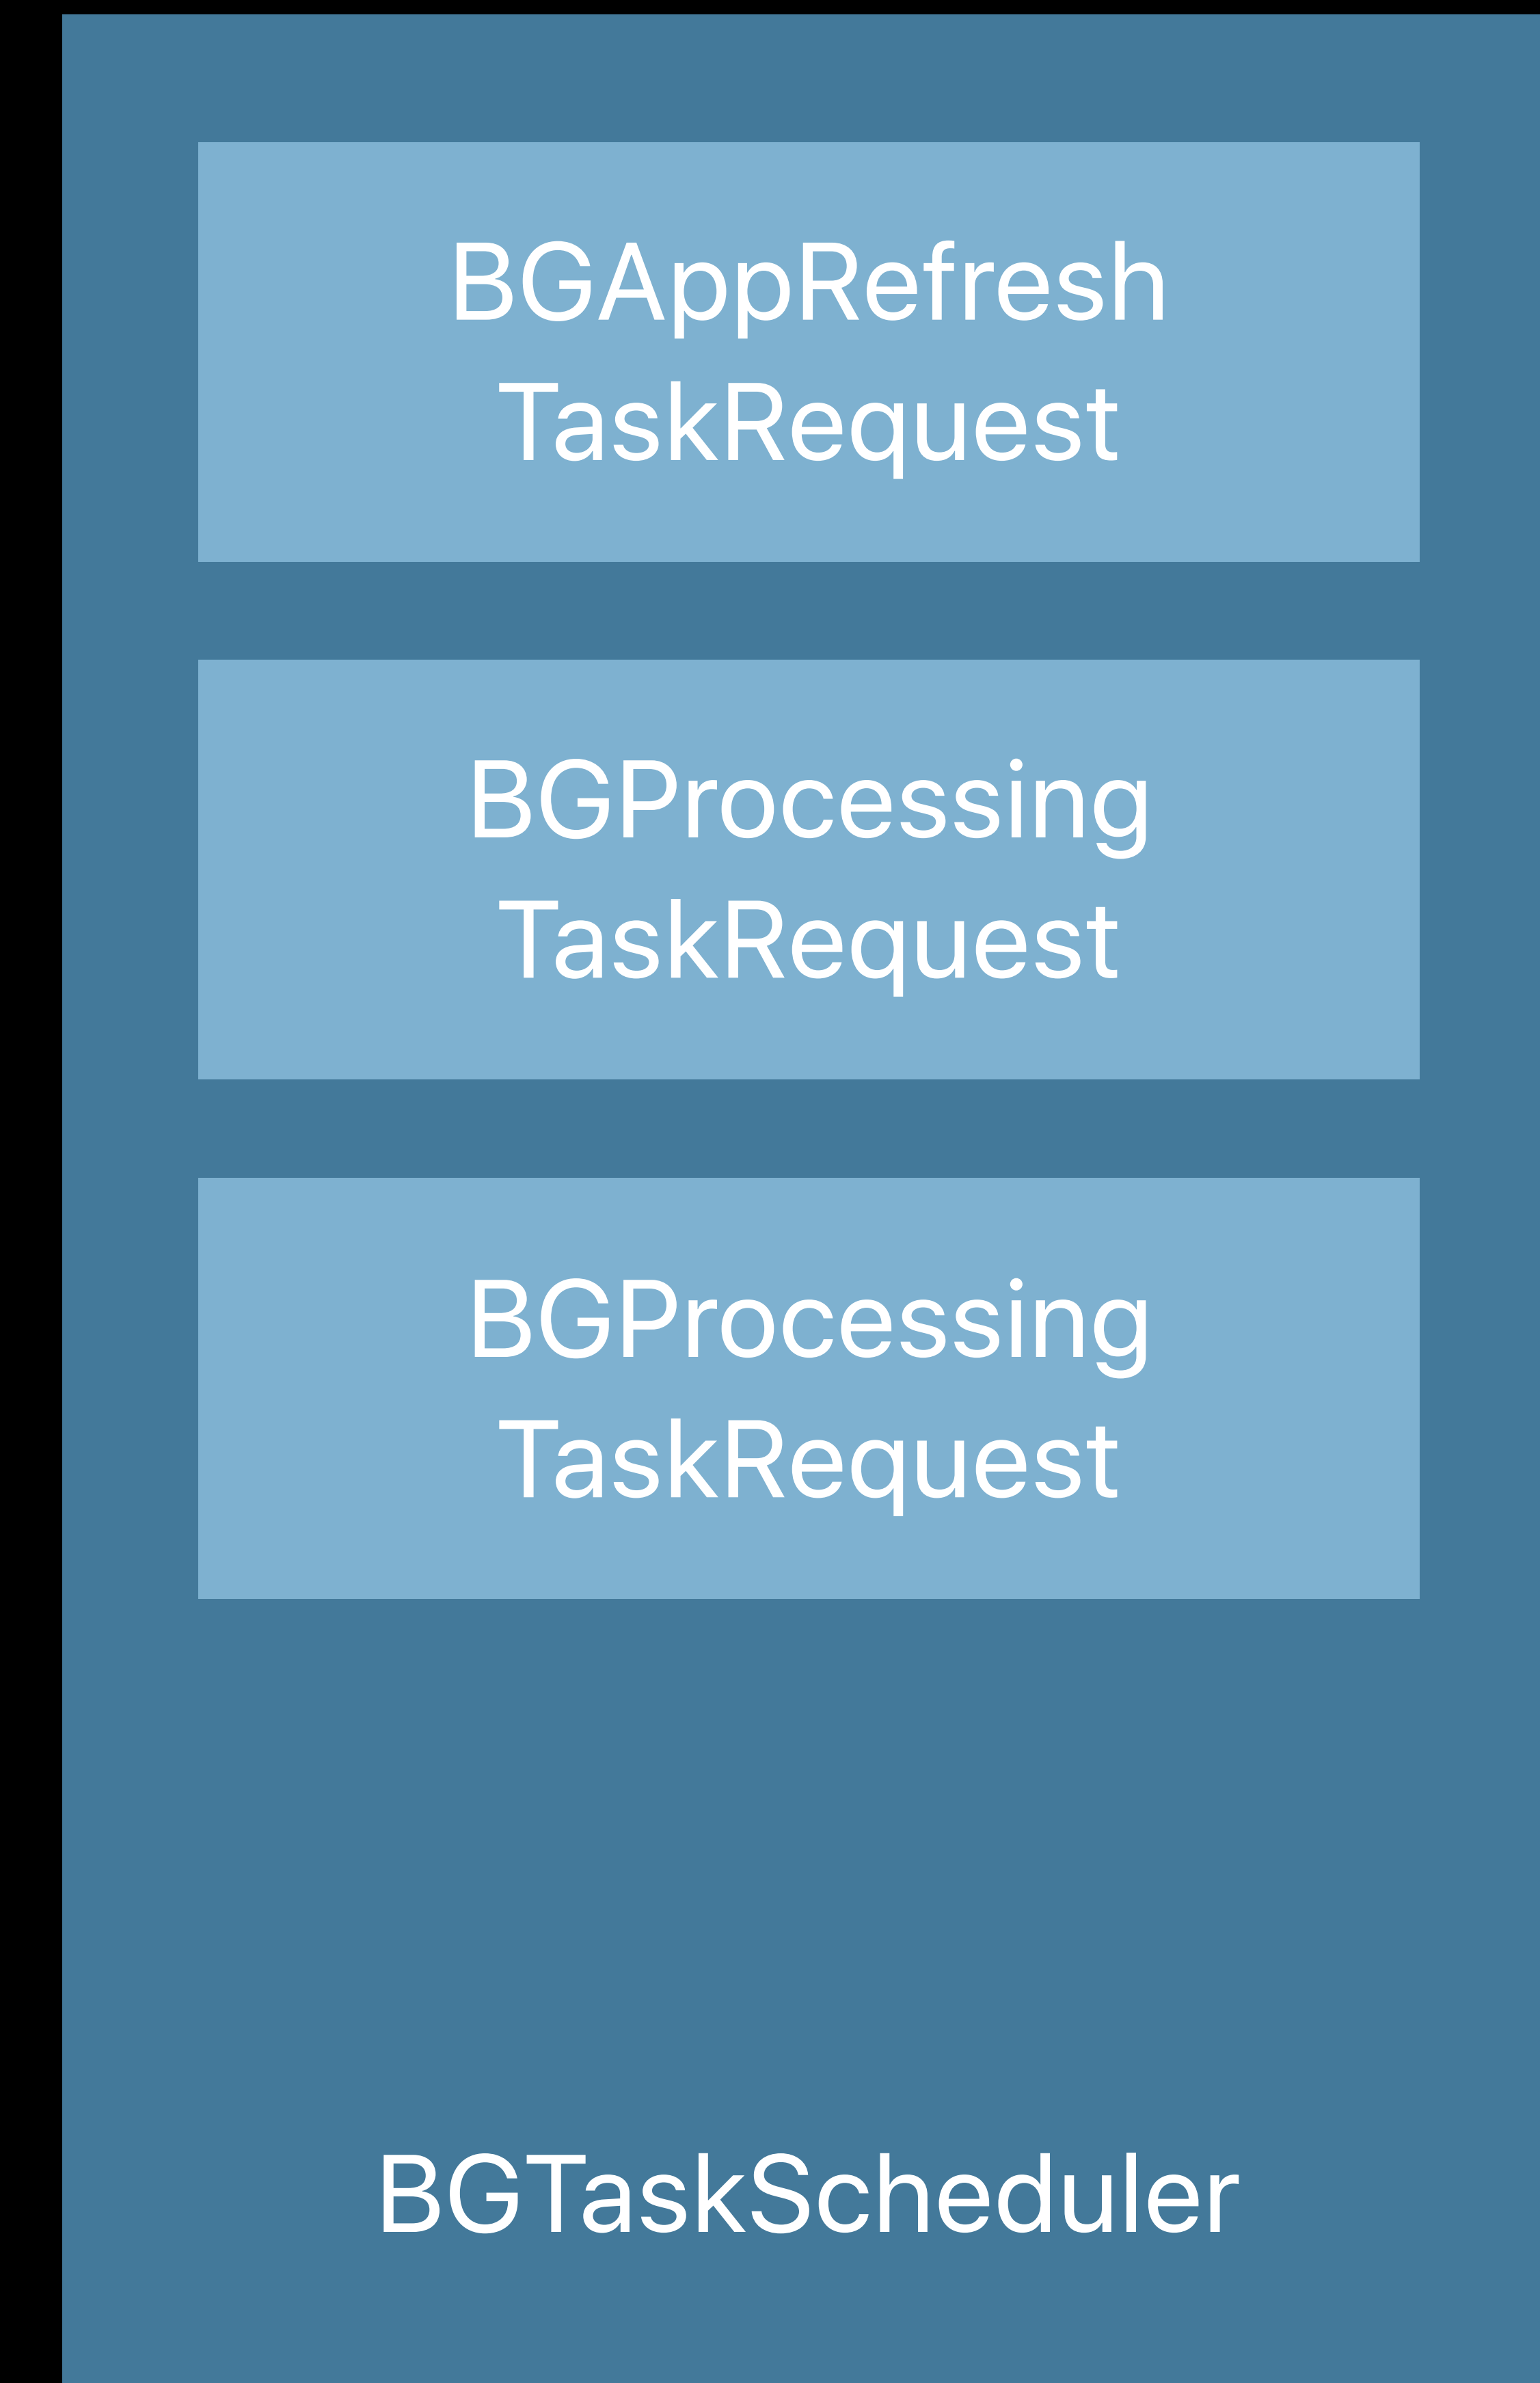 BGAppRefresh
TaskRequest
BGProcessing
TaskRequest
BGProcessing
TaskRequest
BGTaskScheduler